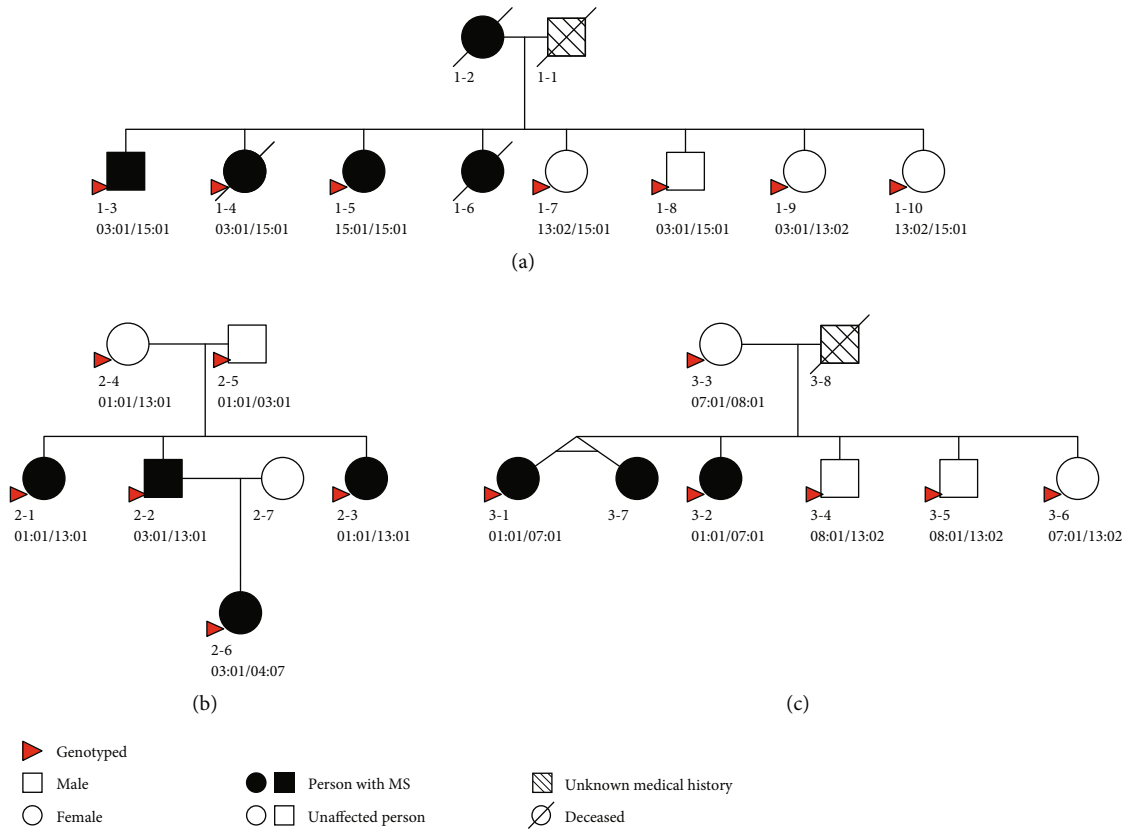 1-2 1-1
1-3 1-4 1-5 1-6 1-7 1-8 1-9 1-10
03:01/15:01 03:01/15:01 15:01/15:01 13:02/15:01 03:01/15:01 03:01/13:02 13:02/15:01
(a)
2-4 2-5
01:01/13:01 01:01/03:01
2-1 2-2 2-7 2-3
01:01/13:01 03:01/13:01 01:01/13:01
2-6
03:01/04:07
(b)
3-3 3-8
07:01/08:01
3-1 3-7 3-2 3-4 3-5 3-6
01:01/07:01 01:01/07:01 08:01/13:02 08:01/13:02 07:01/13:02
(c)
Genotyped
Male Person with MS Unknown medical history
Female Unaffected person Deceased